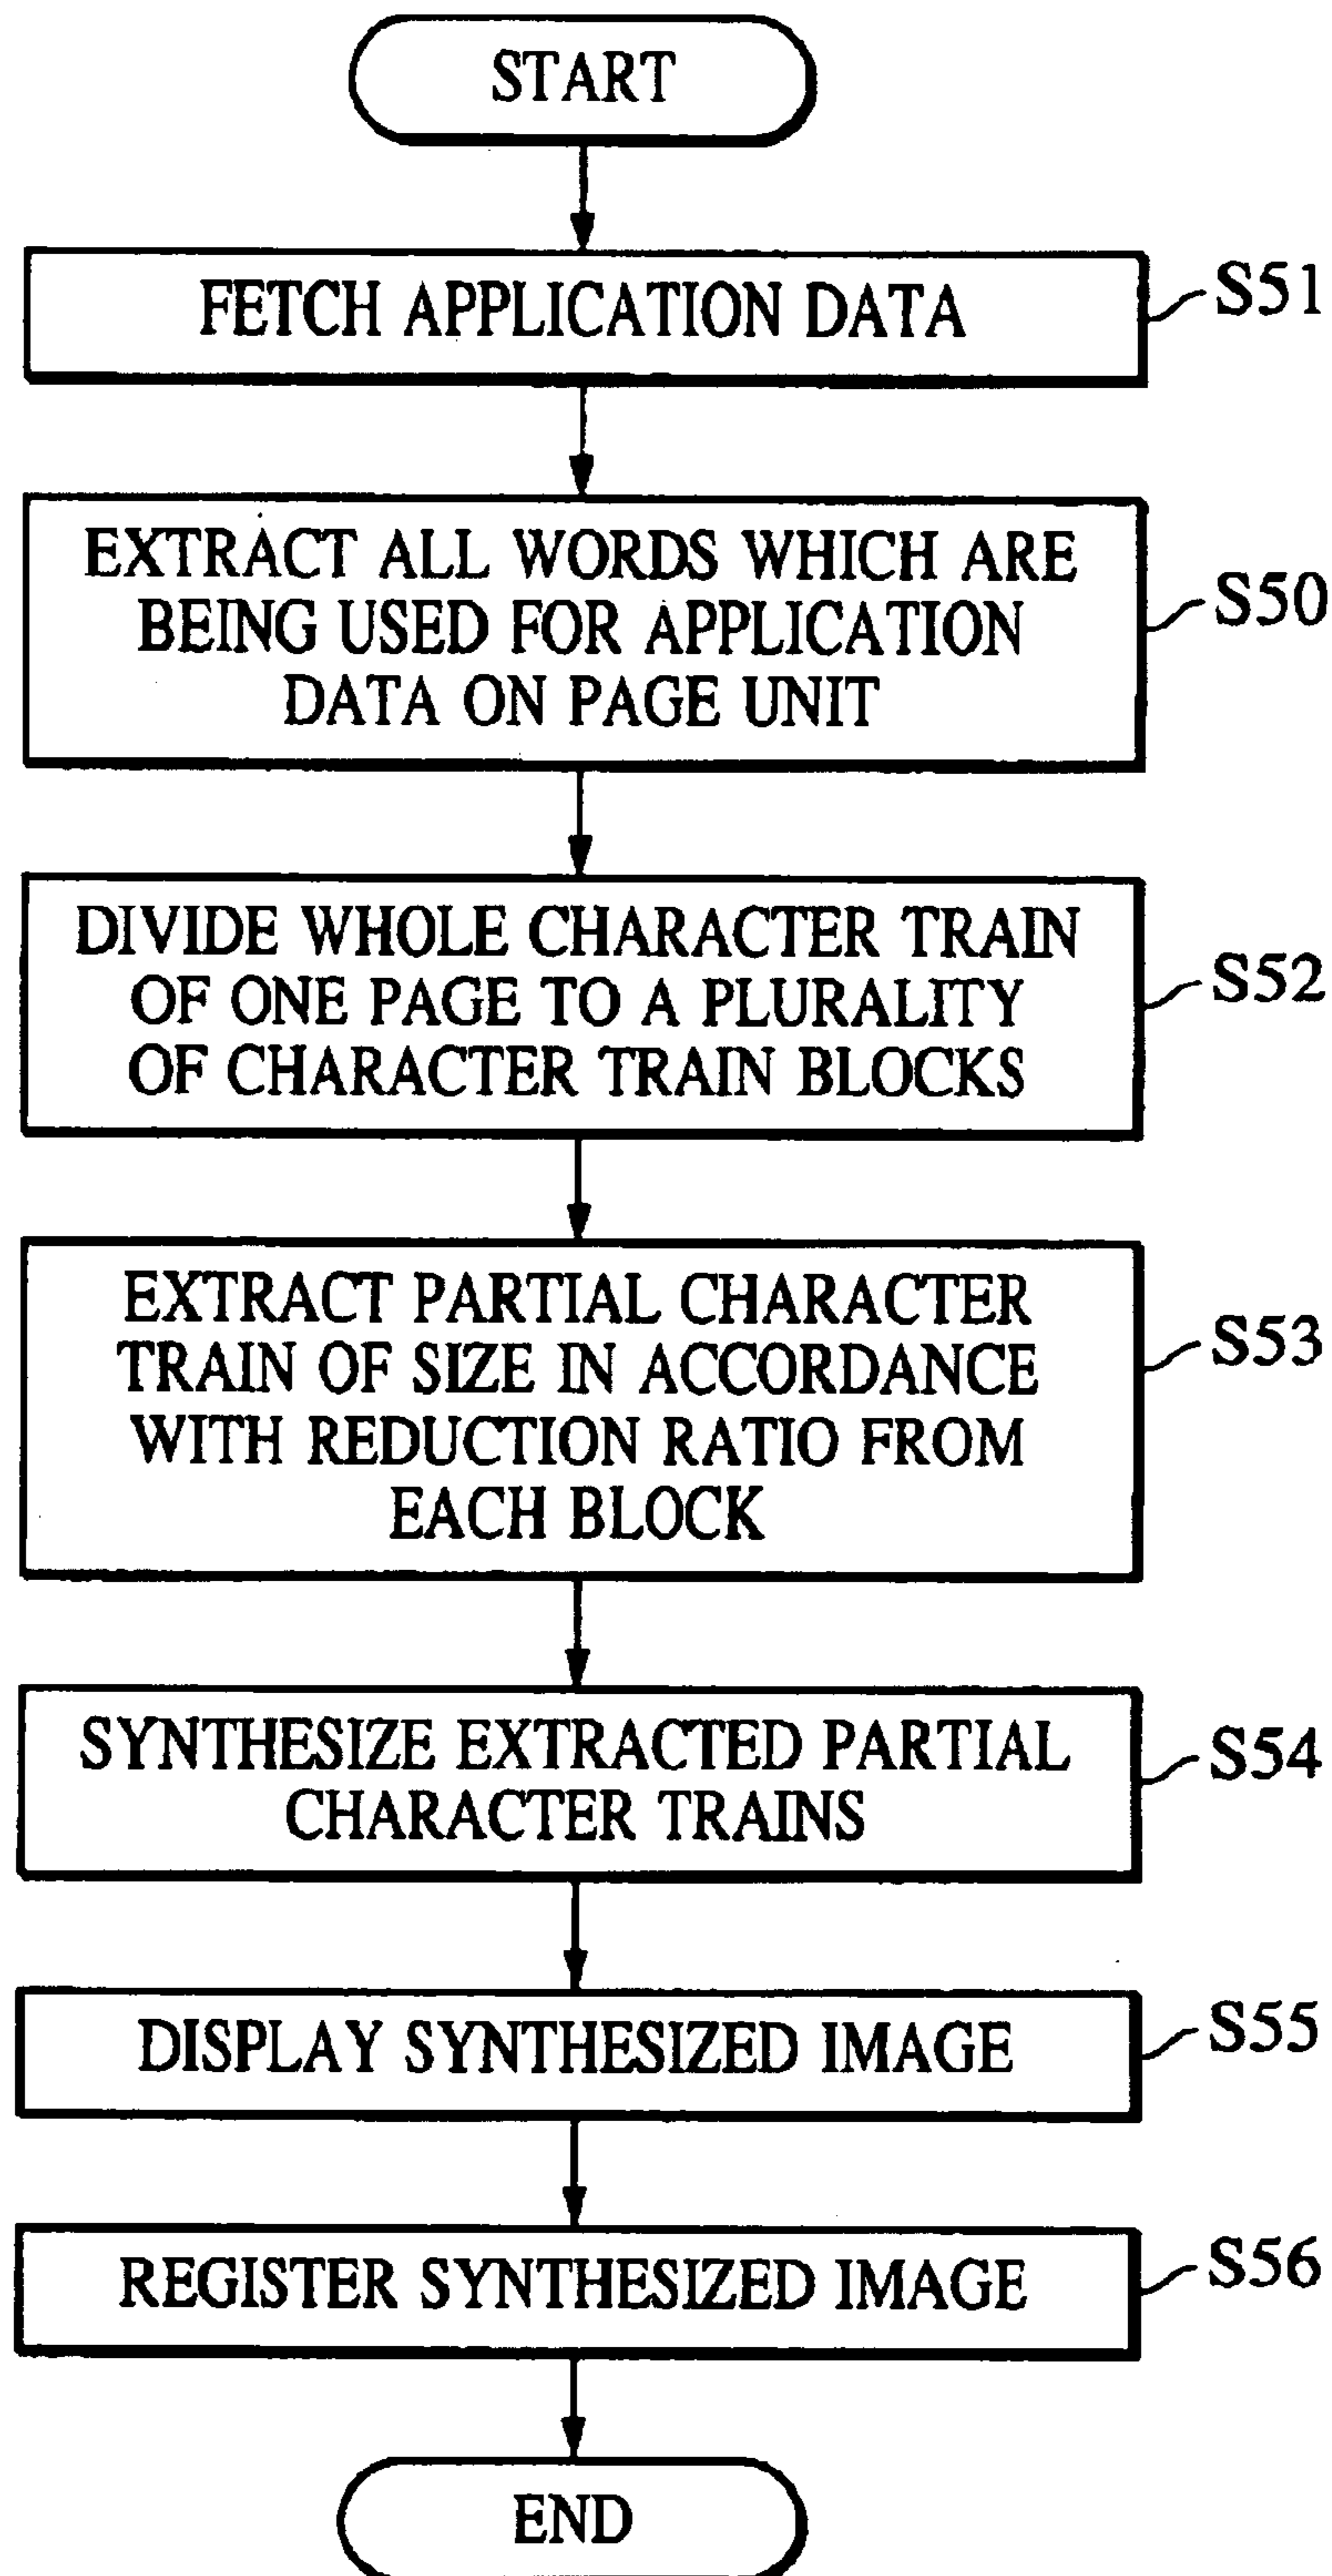 START
FETCH APPLICATION DATA
S51
EXTRACT ALL WORDS WHICH ARE
BEING USED FOR APPLICATION
DATA ON PAGE UNIT
S50
DIVIDE WHOLE CHARACTER TRAIN
OF ONE PAGE TO A PLURALITY
OF CHARACTER TRAIN BLOCKS
S52
EXTRACT PARTIAL CHARACTER
TRAIN OF SIZE IN ACCORDANCE
WITH REDUCTION RATIO FROM
EACH BLOCK
S53
SYNTHESIZE EXTRACTED PARTIAL
CHARACTER TRAINS
S54
DISPLAY SYNTHESIZED IMAGE
S55
REGISTER SYNTHESIZED IMAGE
S56
END